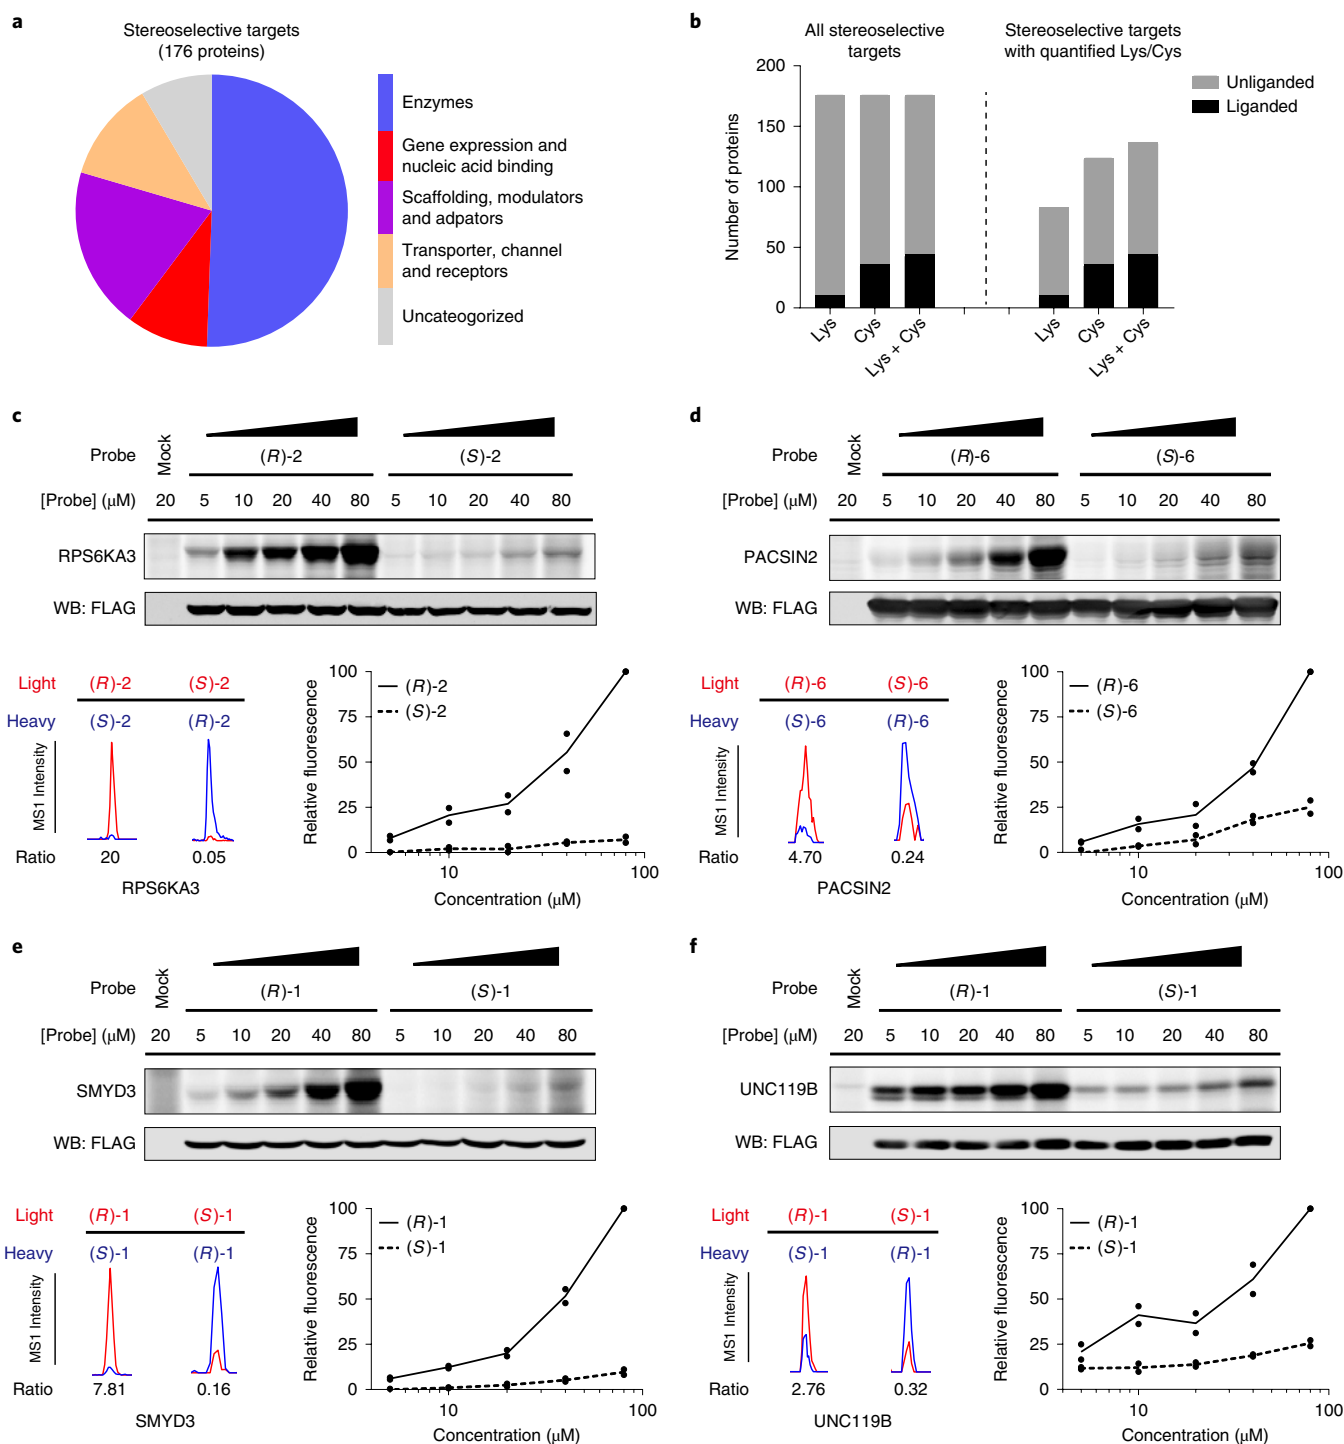 a
Stereoselective targets
(176 proteins)
Enzymes
Gene expression and
nucleic acid binding
Scaffolding, modulators
and adpators
Transporter, channel
and receptors
Uncateogorized
b
All stereoselective
targets
Stereoselective targets
with quantified Lys/Cys
Unliganded
Liganded
Number of proteins
200
150
100
50
0
Lys
Cys
Lys + Cys
Lys
Cys
Lys + Cys
c
Mock
Probe
(R)-2
(S)-2
[Probe] (μM)
20 5 10 20 40 80 5 10 20 40 80
RPS6KA3
WB: FLAG
Light
(R)-2
(S)-2
Heavy
(S)-2
(R)-2
MS1 Intensity
Ratio
20
0.05
RPS6KA3
Relative fluorescence
100
75
50
25
0
(R)-2
(S)-2
10
100
Concentration (μM)
d
Mock
Probe
(R)-6
(S)-6
[Probe] (μM)
20 5 10 20 40 80 5 10 20 40 80
PACSIN2
WB: FLAG
Light
(R)-6
(S)-6
Heavy
(S)-6
(R)-6
MS1 Intensity
Ratio
4.70
0.24
PACSIN2
Relative fluorescence
100
75
50
25
0
(R)-6
(S)-6
10
100
Concentration (μM)
e
Mock
Probe
(R)-1
(S)-1
[Probe] (μM)
20 5 10 20 40 80 5 10 20 40 80
SMYD3
WB: FLAG
Light
(R)-1
(S)-1
Heavy
(S)-1
(R)-1
MS1 Intensity
Ratio
7.81
0.16
SMYD3
Relative fluorescence
100
75
50
25
0
(R)-1
(S)-1
10
100
Concentration (μM)
f
Mock
Probe
(R)-1
(S)-1
[Probe] (μM)
20 5 10 20 40 80 5 10 20 40 80
UNC119B
WB: FLAG
Light
(R)-1
(S)-1
Heavy
(S)-1
(R)-1
MS1 Intensity
Ratio
2.76
0.32
UNC119B
Relative fluorescence
100
75
50
25
0
(R)-1
(S)-1
10
100
Concentration (μM)